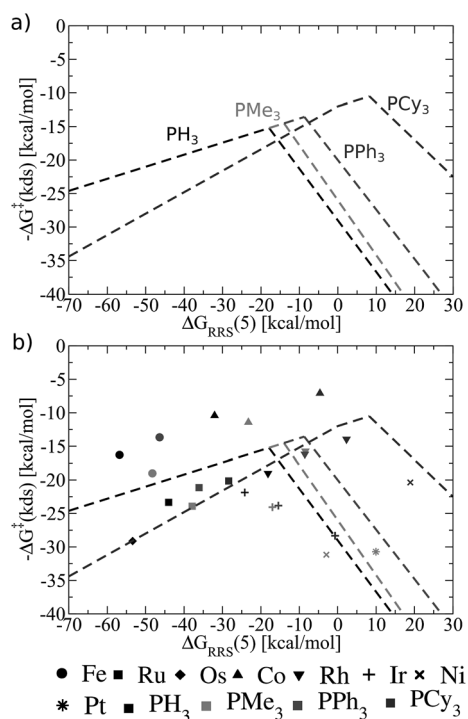 a)
0
-5
-10
-15
-20
-25
-30
-35
-40
-ΔG‡(kds) [kcal/mol]
PH3
PMe3
PPh3
PCy3
-70 -60 -50 -40 -30 -20 -10 0 10 20 30
ΔGRRS(5) [kcal/mol]
b)
0
-5
-10
-15
-20
-25
-30
-35
-40
-ΔG‡(kds) [kcal/mol]
-70 -60 -50 -40 -30 -20 -10 0 10 20 30
ΔGRRS(5) [kcal/mol]
Fe Ru Os Co Rh Ir Ni
Pt PH3 PMe3 PPh3 PCy3